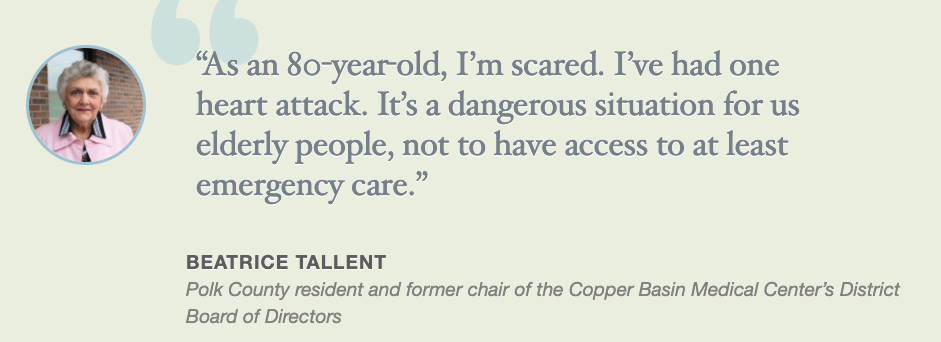 “As an 80-year-old, I’m scared. I’ve had one
heart attack. It’s a dangerous situation for us
elderly people, not to have access to at least
emergency care.”
BEATRICE TALLENT
Polk County resident and former chair of the Copper Basin Medical Center’s District
Board of Directors